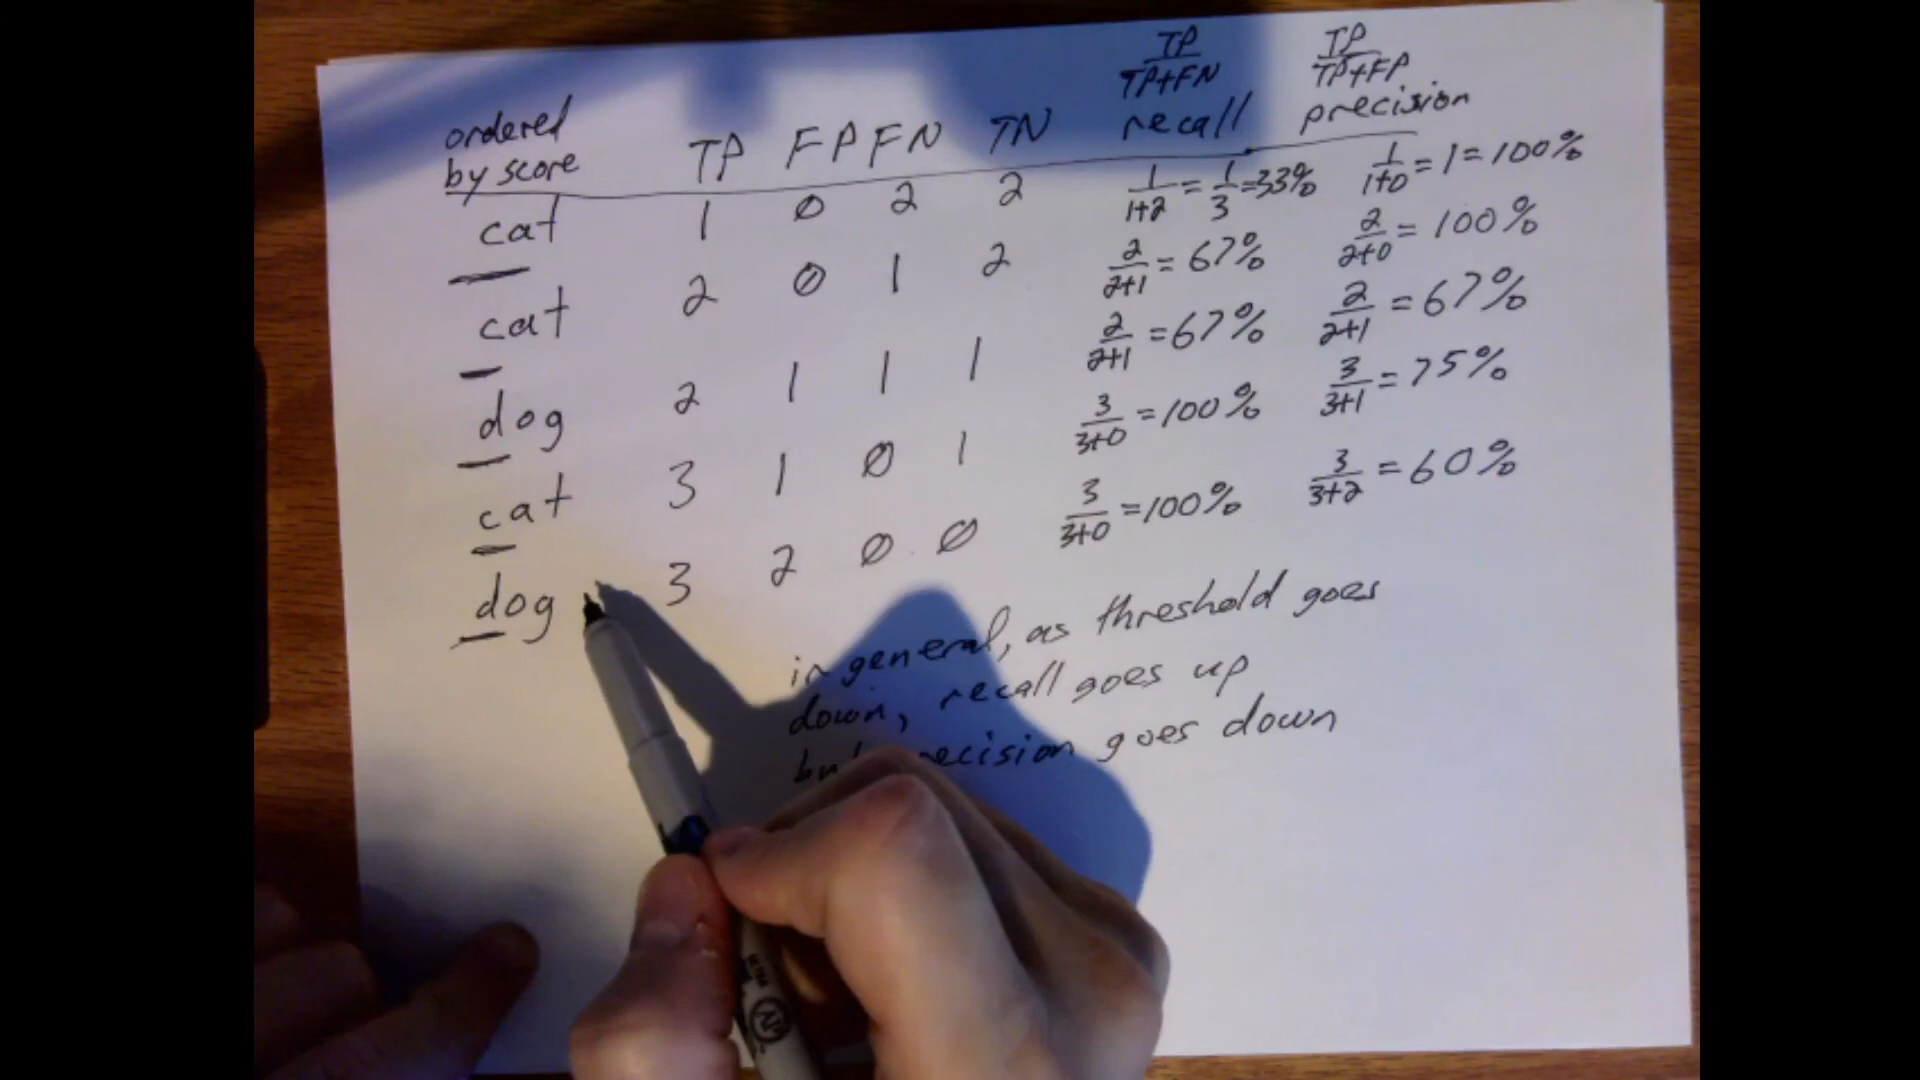 ordered
by score
TP FP FN TN
TP/TP+FN
recall
TP/TP+FP
precision
cat 1 0 2 2 1/1+2 = 1/3 = 33% 1/1+0 = 1 = 100%
cat 2 0 1 2 2/2+1 = 67% 2/2+0 = 100%
dog 2 1 1 1 2/2+1 = 67% 2/2+1 = 67%
cat 3 1 0 1 3/3+0 = 100% 3/3+1 = 75%
dog 3 2 0 0 3/3+0 = 100% 3/3+2 = 60%
in general, as threshold goes
down, recall goes up
goes down